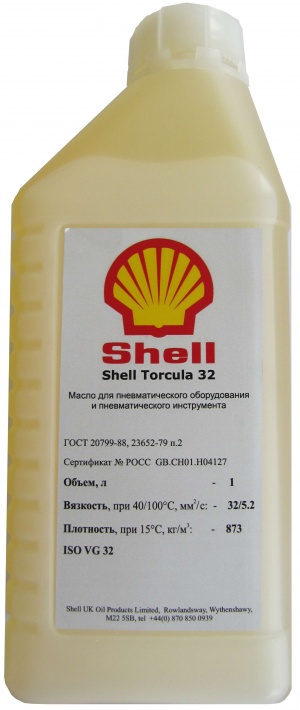 Shell
Shell Torcula 32
Масло для пневматического оборудования
и пневматического инструмента
ГОСТ 20799-88, 23652-79 п.2
Сертификат № РОСС GB.СН01.Н04127
Объем, л - 1
Вязкость, при 40/100°С, мм²/с: - 32/5.2
Плотность, при 15°С, кг/м³: - 873
ISO VG 32
Shell UK Oil Products Limited, Rowlandsway, Wythenshawy,
M22 5SB, tel +44(0) 870 850 0939